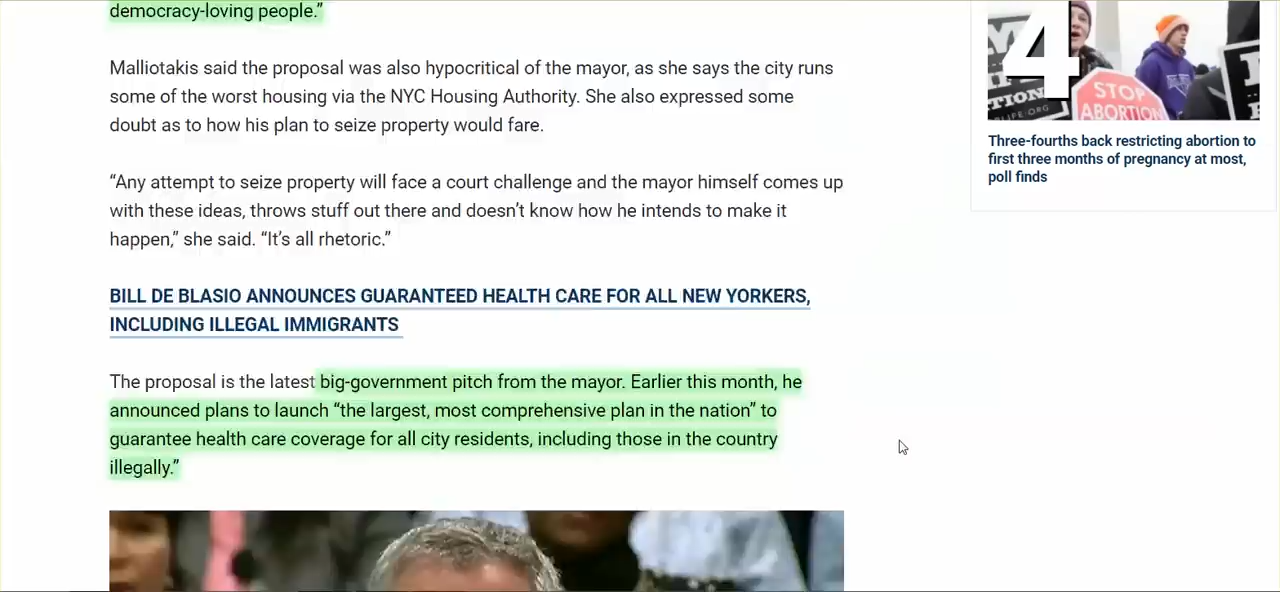 democracy-loving people.”
Malliotakis said the proposal was also hypocritical of the mayor, as she says the city runs
some of the worst housing via the NYC Housing Authority. She also expressed some
doubt as to how his plan to seize property would fare.
“Any attempt to seize property will face a court challenge and the mayor himself comes up
with these ideas, throws stuff out there and doesn’t know how he intends to make it
happen,” she said. “It’s all rhetoric.”
BILL DE BLASIO ANNOUNCES GUARANTEED HEALTH CARE FOR ALL NEW YORKERS,
INCLUDING ILLEGAL IMMIGRANTS
The proposal is the latest big-government pitch from the mayor. Earlier this month, he
announced plans to launch “the largest, most comprehensive plan in the nation” to
guarantee health care coverage for all city residents, including those in the country
illegally.”
4
STOP
ABORTION
Three-fourths back restricting abortion to
first three months of pregnancy at most,
poll finds